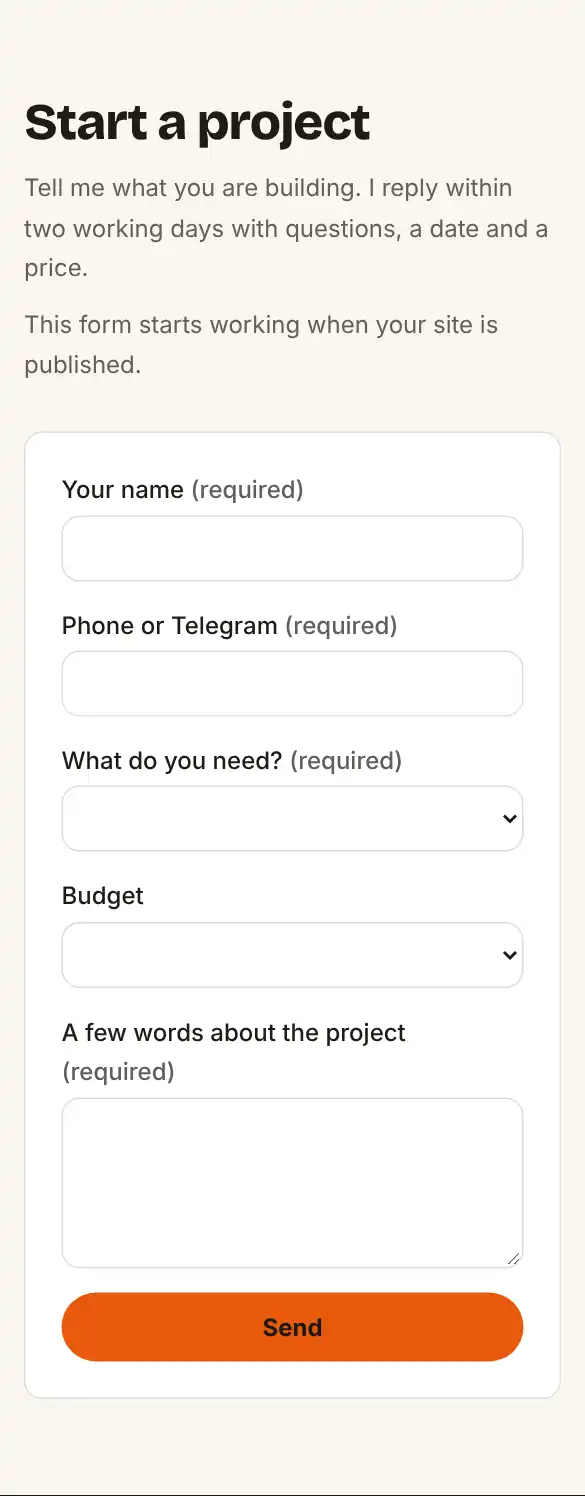 Start a project
Tell me what you are building. I reply within
two working days with questions, a date and a
price.
This form starts working when your site is
published.
Your name (required)
Phone or Telegram (required)
What do you need? (required)
Budget
A few words about the project
(required)
Send